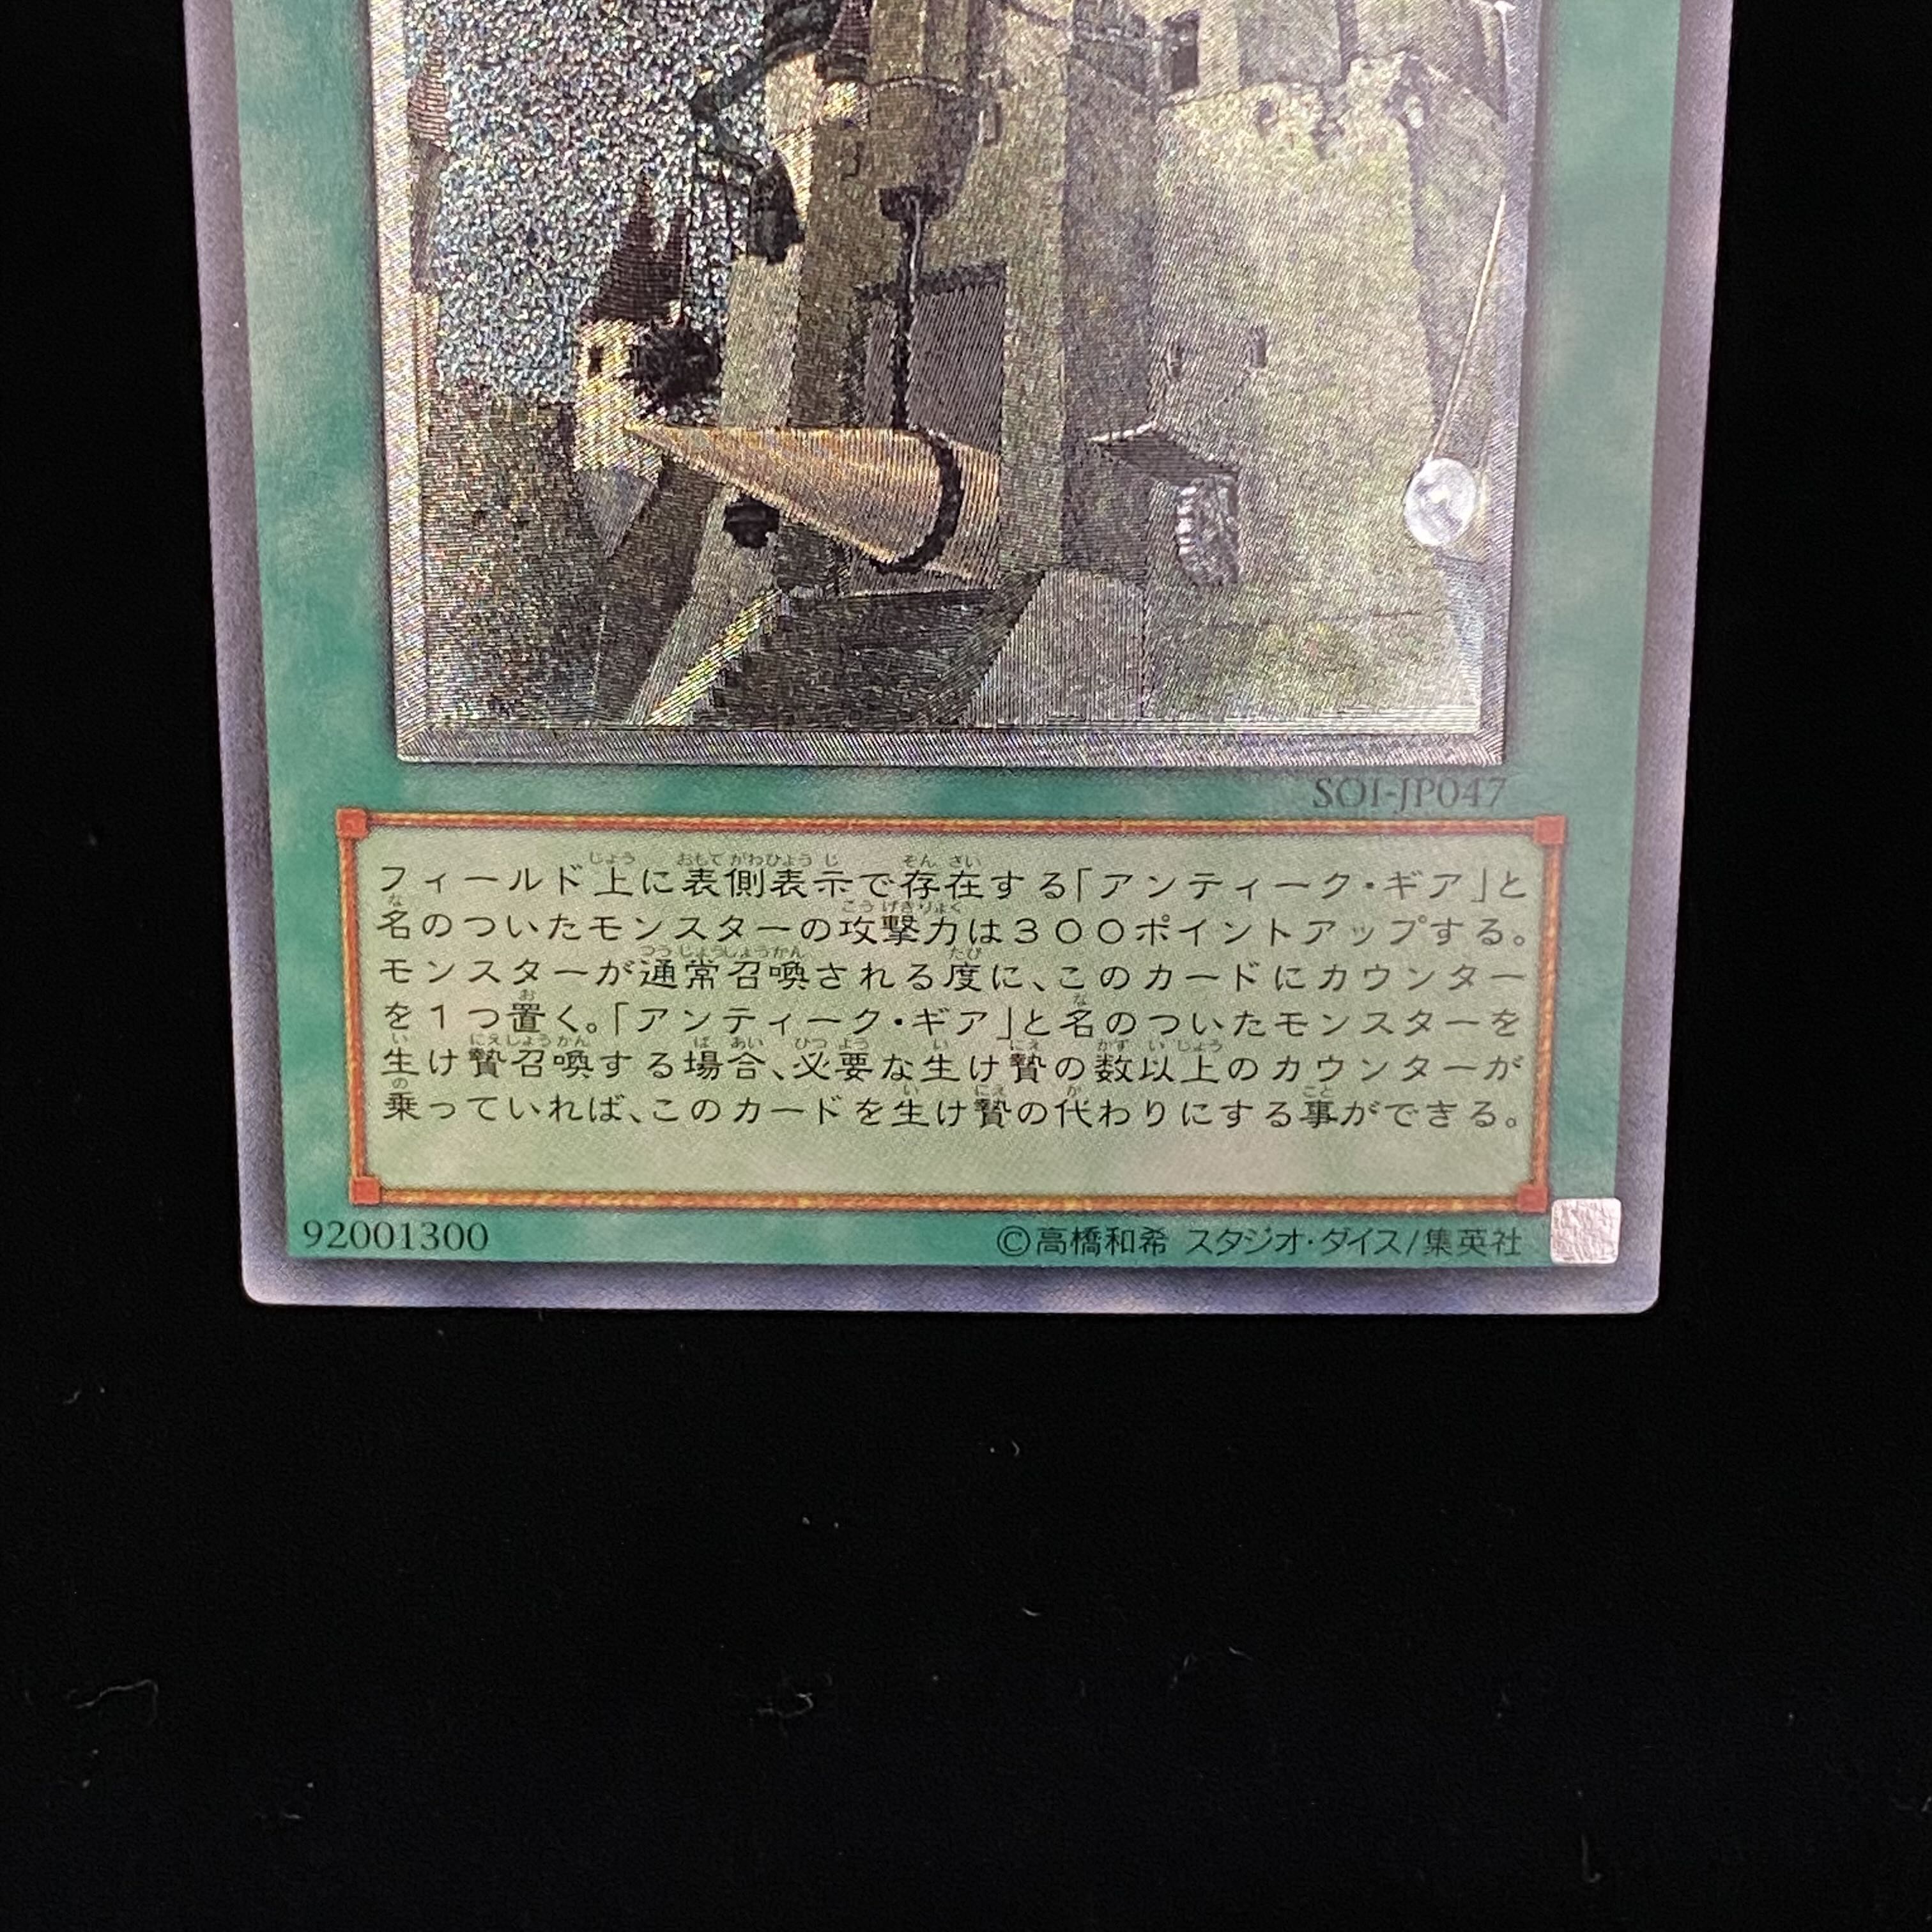 SOI-JP047
フィールド上に表側表示で存在する「アンティーク・ギア」と
名のついたモンスターの攻撃力は300ポイントアップする。
モンスターが通常召喚される度に、このカードにカウンター
を1つ置く。「アンティーク・ギア」と名のついたモンスターを
生け贄召喚する場合、必要な生け贄の数以上のカウンターが
乗っていれば、このカードを生け贄の代わりにする事ができる。
92001300
©高橋和希 スタジオ・ダイス/集英社